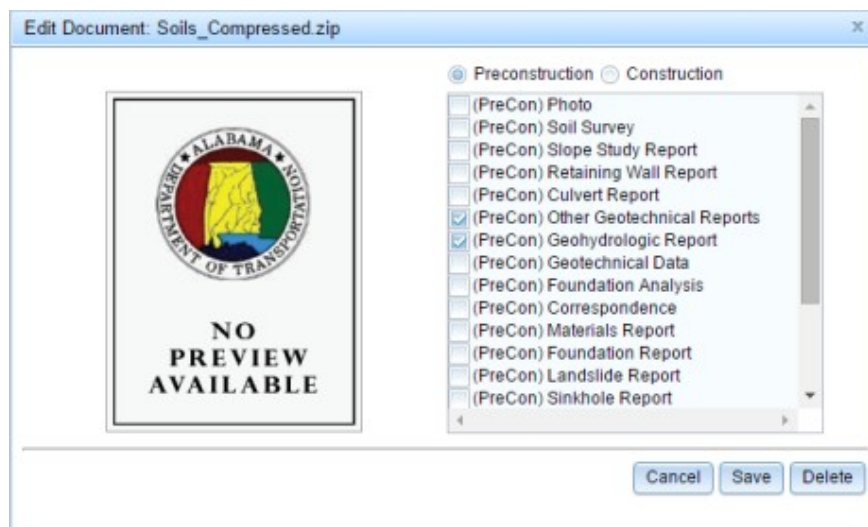 Edit Document: Soils_Compressed.zip
x
Preconstruction Construction
(PreCon) Photo
(PreCon) Soil Survey
(PreCon) Slope Study Report
(PreCon) Retaining Wall Report
(PreCon) Culvert Report
(PreCon) Other Geotechnical Reports
(PreCon) Geohydrologic Report
(PreCon) Geotechnical Data
(PreCon) Foundation Analysis
(PreCon) Correspondence
(PreCon) Materials Report
(PreCon) Foundation Report
(PreCon) Landslide Report
(PreCon) Sinkhole Report
ALABAMA
DEPARTMENT OF TRANSPORTATION
NO
PREVIEW
AVAILABLE
Cancel Save Delete